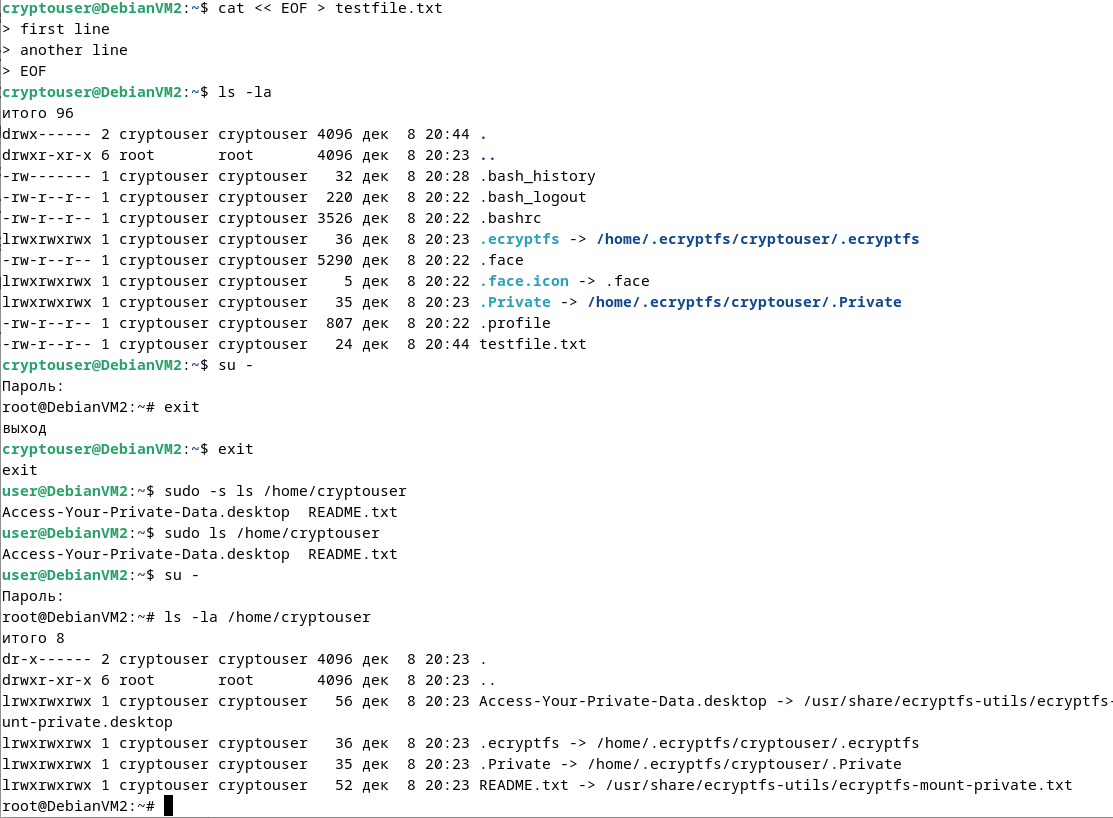 cryptouser@DebianVM2:~$ cat << EOF > testfile.txt
> first line
> another line
> EOF
cryptouser@DebianVM2:~$ ls -la
итого 96
drwx------ 2 cryptouser cryptouser 4096 дек  8 20:44 .
drwxr-xr-x 6 root       root       4096 дек  8 20:23 ..
-rw------- 1 cryptouser cryptouser   32 дек  8 20:28 .bash_history
-rw-r--r-- 1 cryptouser cryptouser  220 дек  8 20:22 .bash_logout
-rw-r--r-- 1 cryptouser cryptouser 3526 дек  8 20:22 .bashrc
lrwxrwxrwx 1 cryptouser cryptouser   36 дек  8 20:23 .ecryptfs -> /home/.ecryptfs/cryptouser/.ecryptfs
-rw-r--r-- 1 cryptouser cryptouser 5290 дек  8 20:22 .face
lrwxrwxrwx 1 cryptouser cryptouser    5 дек  8 20:22 .face.icon -> .face
lrwxrwxrwx 1 cryptouser cryptouser   35 дек  8 20:23 .Private -> /home/.ecryptfs/cryptouser/.Private
-rw-r--r-- 1 cryptouser cryptouser  807 дек  8 20:22 .profile
-rw-r--r-- 1 cryptouser cryptouser   24 дек  8 20:44 testfile.txt
cryptouser@DebianVM2:~$ su -
Пароль:
root@DebianVM2:~# exit
выход
cryptouser@DebianVM2:~$ exit
exit
user@DebianVM2:~$ sudo -s ls /home/cryptouser
Access-Your-Private-Data.desktop  README.txt
user@DebianVM2:~$ sudo ls /home/cryptouser
Access-Your-Private-Data.desktop  README.txt
user@DebianVM2:~$ su -
Пароль:
root@DebianVM2:~# ls -la /home/cryptouser
итого 8
dr-x------ 2 cryptouser cryptouser 4096 дек  8 20:23 .
drwxr-xr-x 6 root       root       4096 дек  8 20:23 ..
lrwxrwxrwx 1 cryptouser cryptouser   56 дек  8 20:23 Access-Your-Private-Data.desktop -> /usr/share/ecryptfs-utils/ecryptfs-
unt-private.desktop
lrwxrwxrwx 1 cryptouser cryptouser   36 дек  8 20:23 .ecryptfs -> /home/.ecryptfs/cryptouser/.ecryptfs
lrwxrwxrwx 1 cryptouser cryptouser   35 дек  8 20:23 .Private -> /home/.ecryptfs/cryptouser/.Private
lrwxrwxrwx 1 cryptouser cryptouser   52 дек  8 20:23 README.txt -> /usr/share/ecryptfs-utils/ecryptfs-mount-private.txt
root@DebianVM2:~#